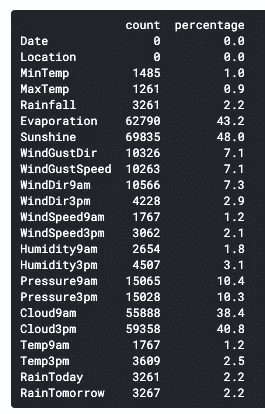 count percentage
Date 0 0.0
Location 0 0.0
MinTemp 1485 1.0
MaxTemp 1261 0.9
Rainfall 3261 2.2
Evaporation 62790 43.2
Sunshine 69835 48.0
WindGustDir 10326 7.1
WindGustSpeed 10263 7.1
WindDir9am 10566 7.3
WindDir3pm 4228 2.9
WindSpeed9am 1767 1.2
WindSpeed3pm 3062 2.1
Humidity9am 2654 1.8
Humidity3pm 4507 3.1
Pressure9am 15065 10.4
Pressure3pm 15028 10.3
Cloud9am 55888 38.4
Cloud3pm 59358 40.8
Temp9am 1767 1.2
Temp3pm 3609 2.5
RainToday 3261 2.2
RainTomorrow 3267 2.2